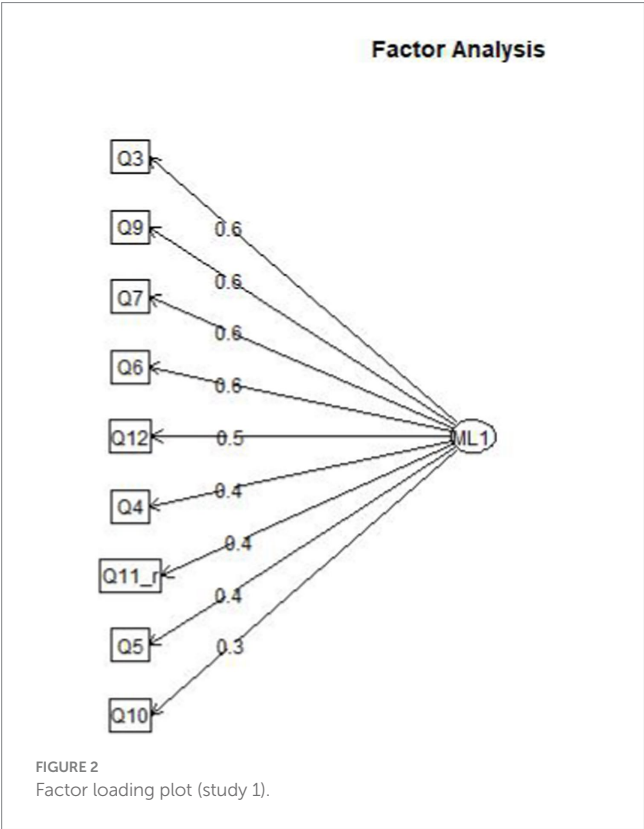 Factor Analysis
Q3
0.6
Q9
0.6
Q7
0.6
Q6
0.6
Q12
0.5
ML1
Q4
0.4
Q11_r
0.4
Q5
0.4
Q10
0.3
FIGURE 2
Factor loading plot (study 1).